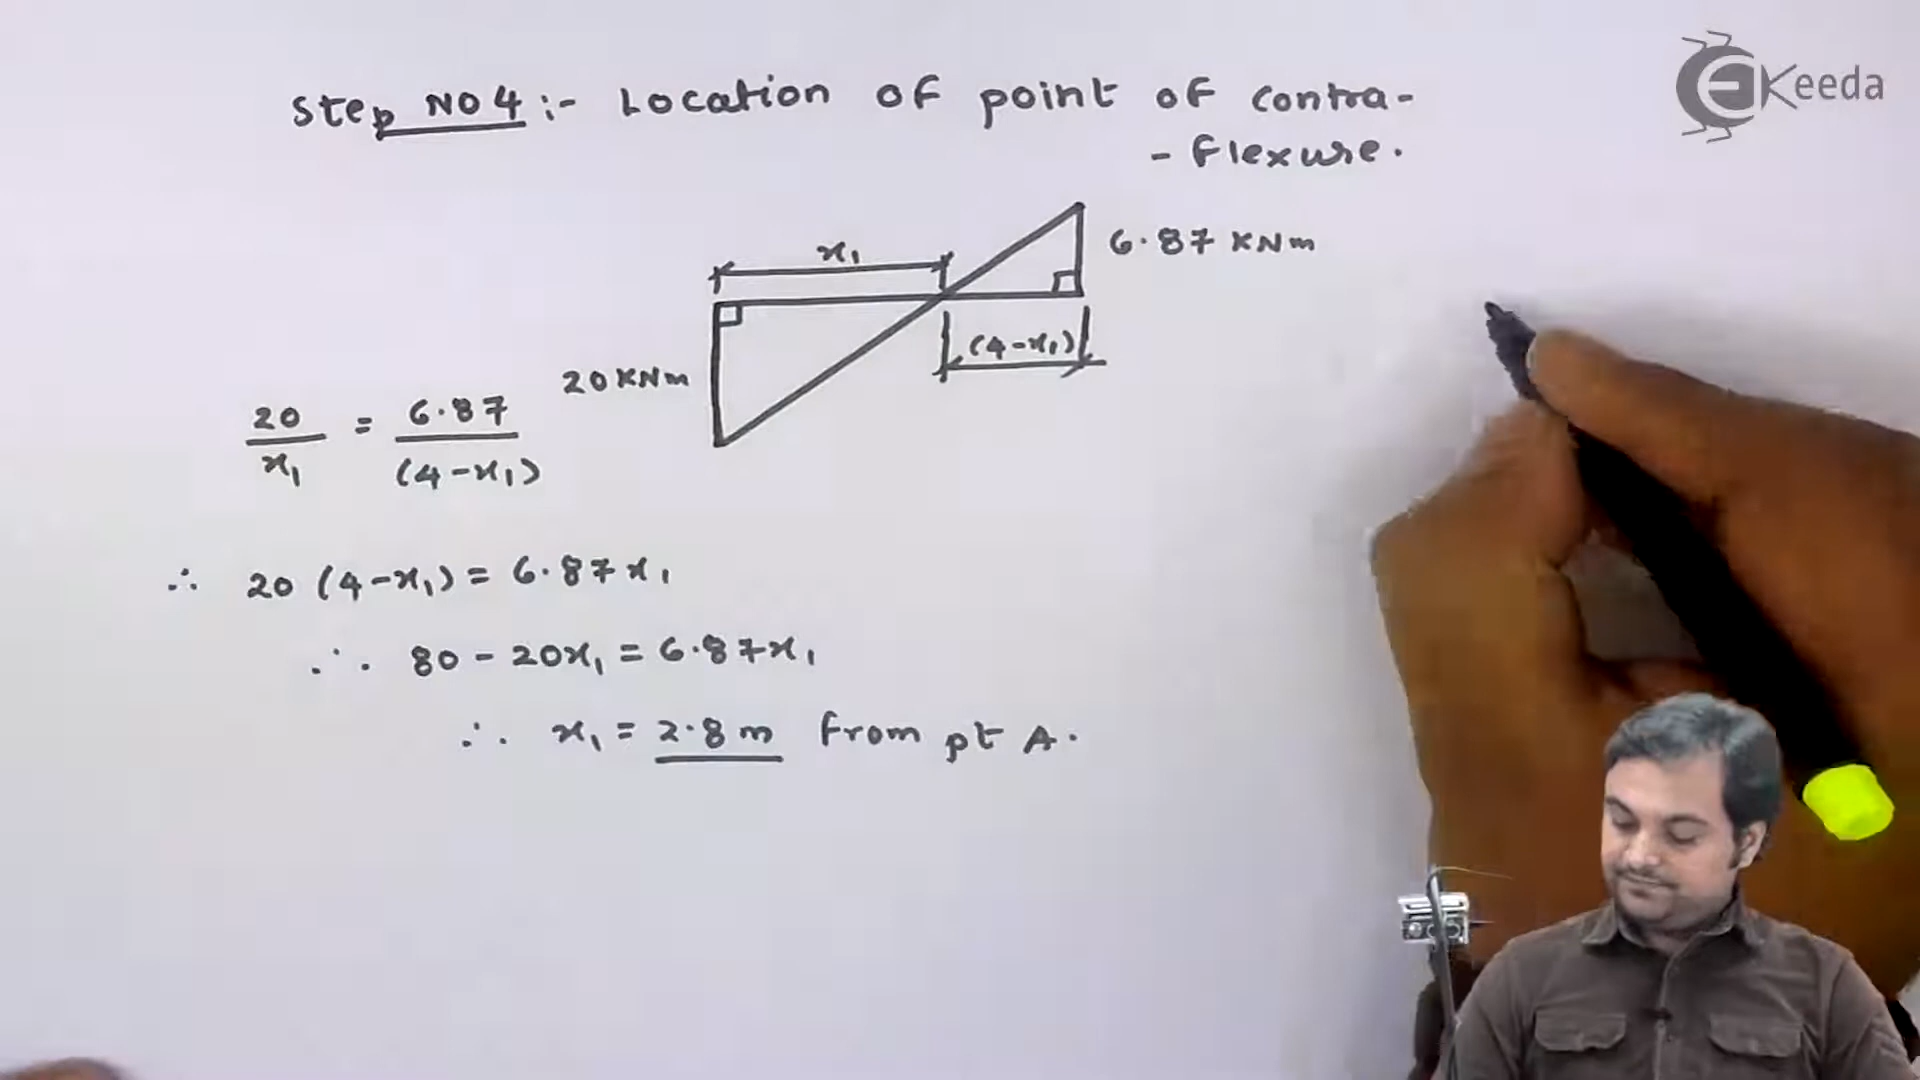 Step NO 4 :- Location of point of contra-
- flexure.
EKeeda
x₁
6.87 KNm
(4-x₁)
20 KNm
20/x₁ = 6.87/(4-x₁)
∴ 20 (4-x₁) = 6.87x₁
∴ 80 - 20x₁ = 6.87x₁
∴ x₁ = 2.8 m from pt A.